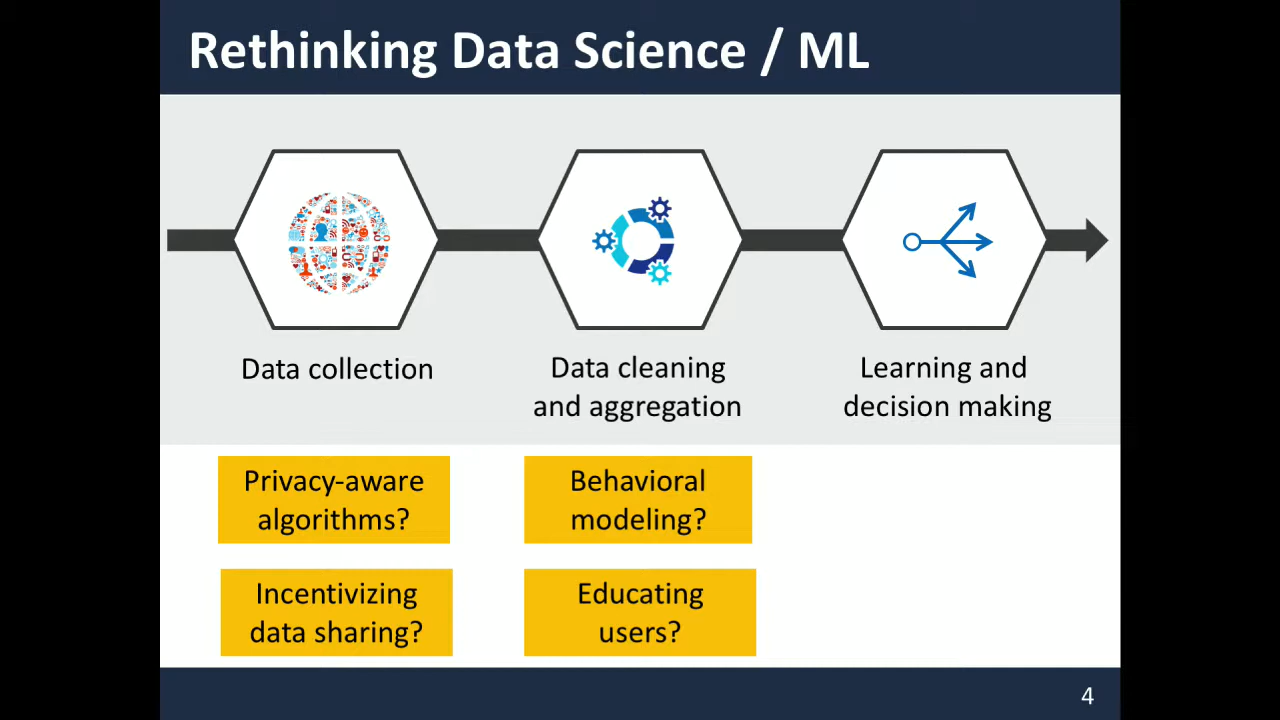 Rethinking Data Science / ML
Data collection
Data cleaning
and aggregation
Learning and
decision making
Privacy-aware
algorithms?
Behavioral
modeling?
Incentivizing
data sharing?
Educating
users?
4